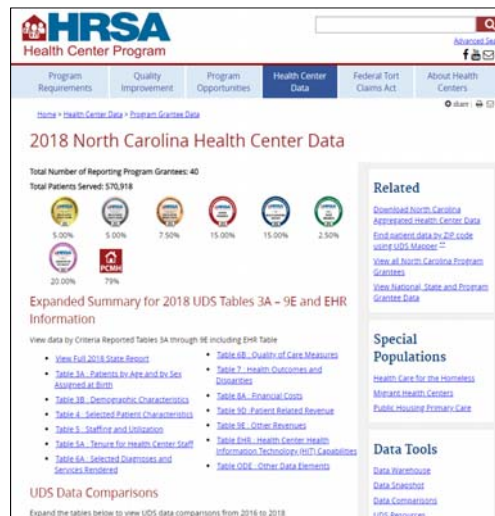 HRSA
Health Center Program
Advanced Sea
Program Requirements
Quality Improvement
Program Opportunities
Health Center Data
Federal Tort Claims Act
About Health Centers
share |
Home > Health Center Data > Program Grantee Data
2018 North Carolina Health Center Data
Total Number of Reporting Program Grantees: 40
Total Patients Served: 570,918
5.00%
5.00%
7.50%
15.00%
15.00%
2.50%
20.00%
PCMH
79%
Expanded Summary for 2018 UDS Tables 3A – 9E and EHR
Information
View data by Criteria Reported Tables 3A through 9E including EHR Table
View Full 2018 State Report
Table 3A : Patients by Age and by Sex
Assigned at Birth
Table 3B : Demographic Characteristics
Table 4 : Selected Patient Characteristics
Table 5 : Staffing and Utilization
Table 5A : Tenure for Health Center Staff
Table 6A : Selected Diagnoses and
Services Rendered
Table 6B : Quality of Care Measures
Table 7 : Health Outcomes and
Disparities
Table 8A : Financial Costs
Table 9D : Patient Related Revenue
Table 9E : Other Revenues
Table EHR : Health Center Health
Information Technology (HIT) Capabilities
Table ODE : Other Data Elements
UDS Data Comparisons
Expand the tables below to view UDS data comparisons from 2016 to 2018
Related
Download North Carolina
Aggregated Health Center Data
Find patient data by ZIP code
using UDS Mapper
View all North Carolina Program
Grantees
View National, State and Program
Grantee Data
Special
Populations
Health Care for the Homeless
Migrant Health Centers
Public Housing Primary Care
Data Tools
Data Warehouse
Data Snapshot
Data Comparisons
UDS Resources